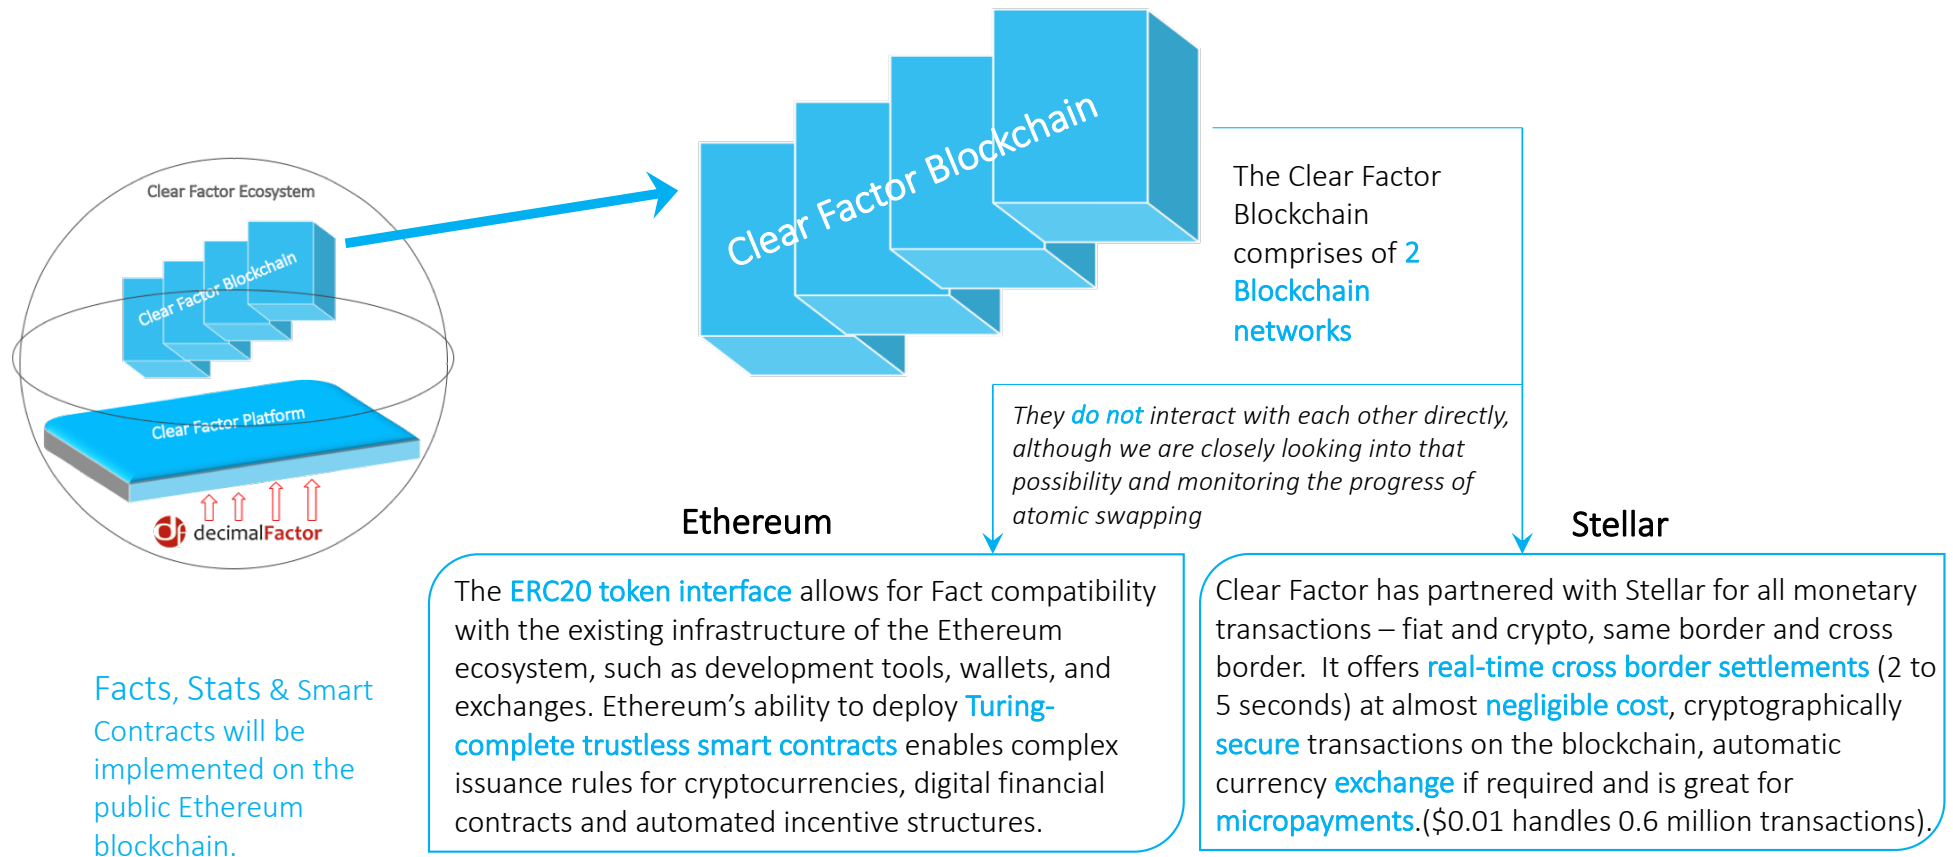 Clear Factor Ecosystem
Clear Factor Blockchain
Clear Factor Platform
df decimalFactor
Facts, Stats & Smart
Contracts will be
implemented on the
public Ethereum
blockchain.
Clear Factor Blockchain
The Clear Factor
Blockchain
comprises of 2
Blockchain
networks
They do not interact with each other directly,
although we are closely looking into that
possibility and monitoring the progress of
atomic swapping
Ethereum
The ERC20 token interface allows for Fact compatibility
with the existing infrastructure of the Ethereum
ecosystem, such as development tools, wallets, and
exchanges. Ethereum’s ability to deploy Turing-
complete trustless smart contracts enables complex
issuance rules for cryptocurrencies, digital financial
contracts and automated incentive structures.
Stellar
Clear Factor has partnered with Stellar for all monetary
transactions – fiat and crypto, same border and cross
border.  It offers real-time cross border settlements (2 to
5 seconds) at almost negligible cost, cryptographically
secure transactions on the blockchain, automatic
currency exchange if required and is great for
micropayments.($0.01 handles 0.6 million transactions).